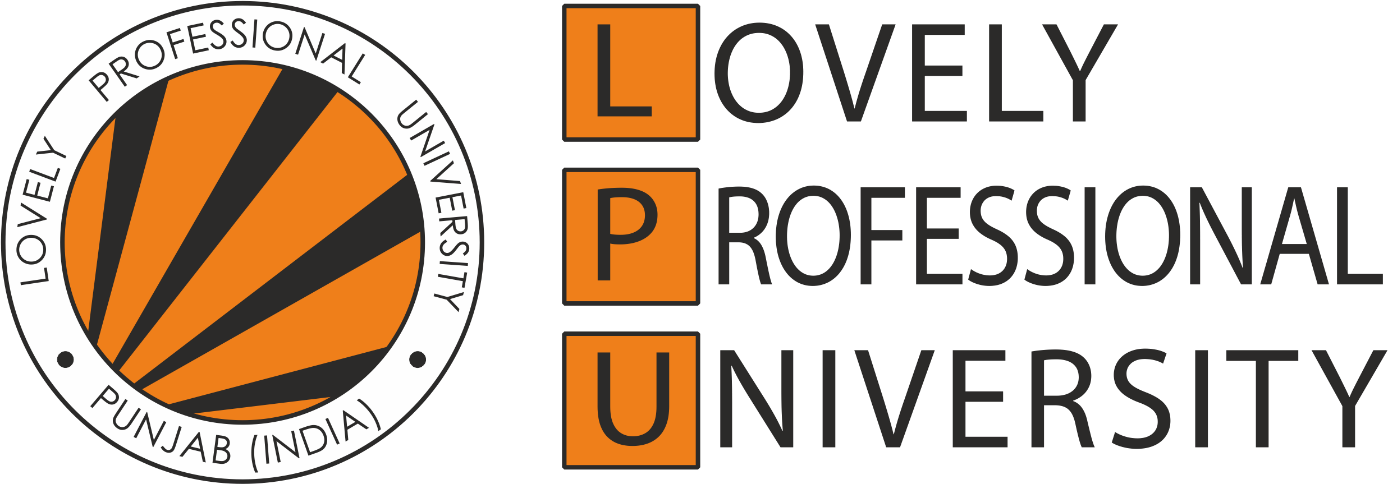 LOVELY PROFESSIONAL UNIVERSITY
• PUNJAB (INDIA) •
LOVELY
PROFESSIONAL
UNIVERSITY